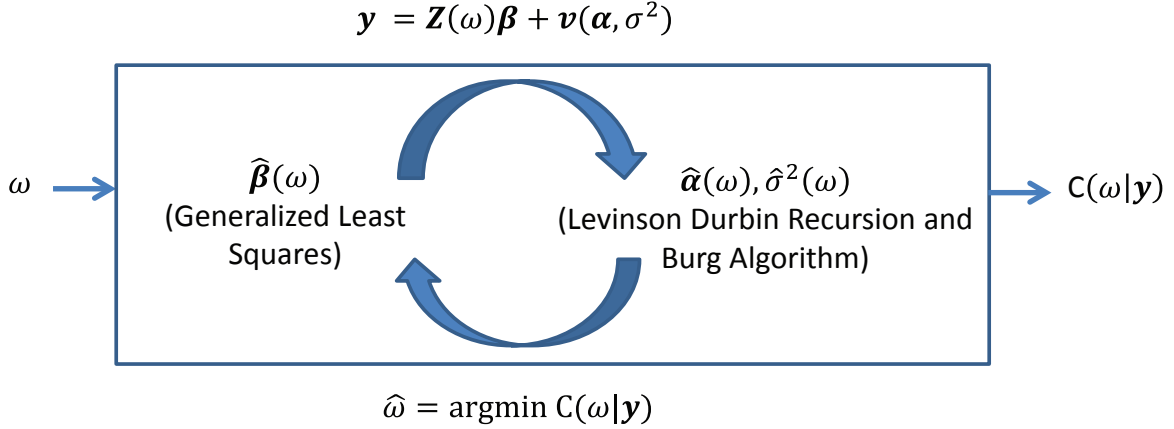 𝒚 = 𝒁(ω)𝜷 + 𝒗(𝜶, σ²)
ω
𝜷̂(ω)
(Generalized Least
Squares)
𝜶̂(ω), σ̂²(ω)
(Levinson Durbin Recursion and
Burg Algorithm)
C(ω|𝒚)
ω̂ = argmin C(ω|𝒚)